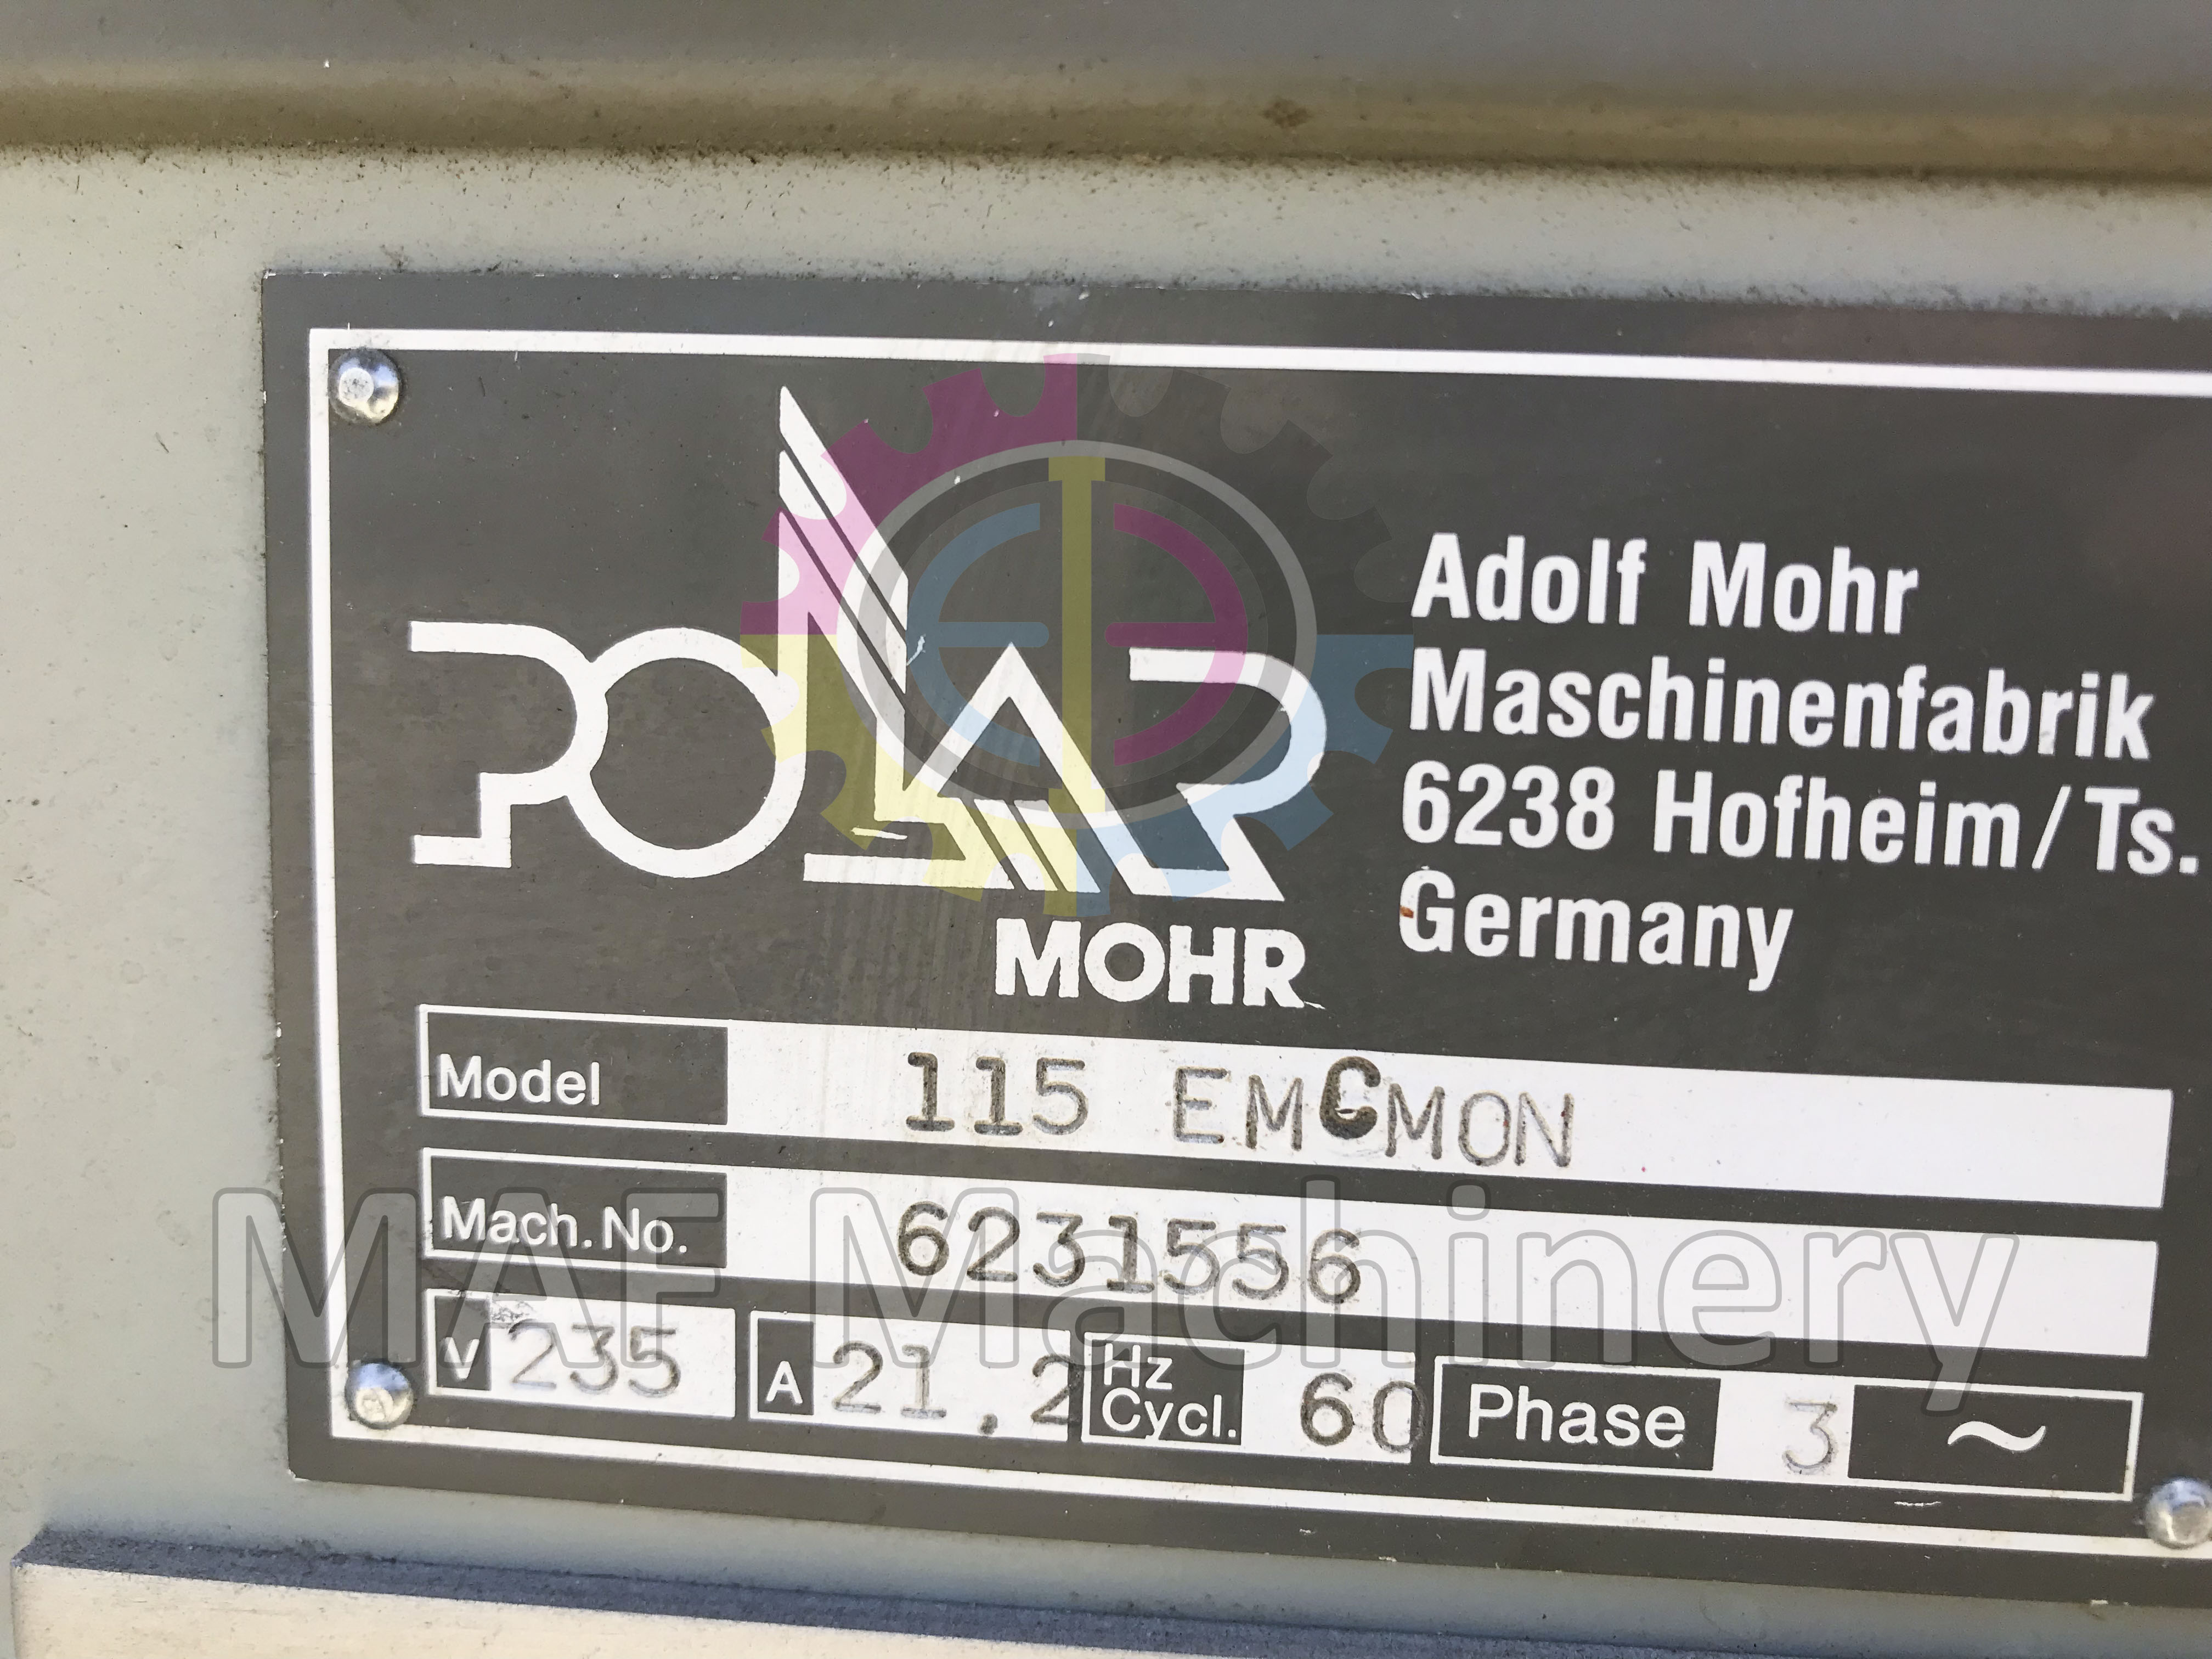 POLAR
MOHR
Adolf Mohr
Maschinenfabrik
6238 Hofheim/Ts.
Germany
Model 115 EMCMON
Mach.No. 6231556
V 235 A 21.2 Hz Cycl. 60 Phase 3 ~
MAF Machinery